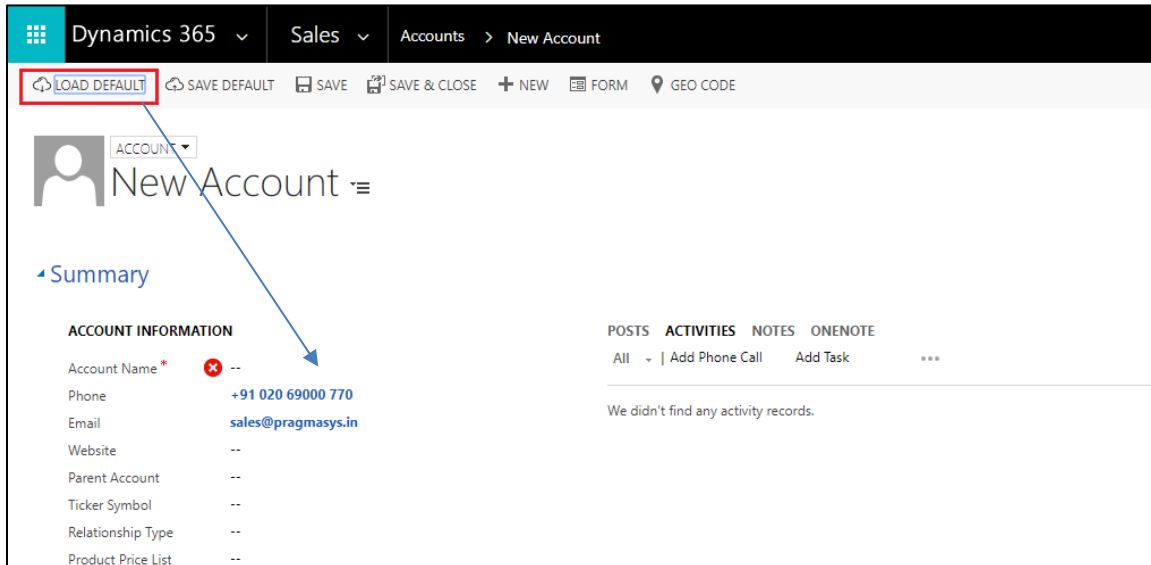 Dynamics 365 Sales Accounts > New Account
LOAD DEFAULT SAVE DEFAULT SAVE SAVE & CLOSE + NEW FORM GEO CODE
ACCOUNT
New Account
Summary
ACCOUNT INFORMATION
Account Name * --
Phone +91 020 69000 770
Email sales@pragmasys.in
Website --
Parent Account --
Ticker Symbol --
Relationship Type --
Product Price List --
POSTS ACTIVITIES NOTES ONENOTE
All | Add Phone Call Add Task ...
We didn't find any activity records.